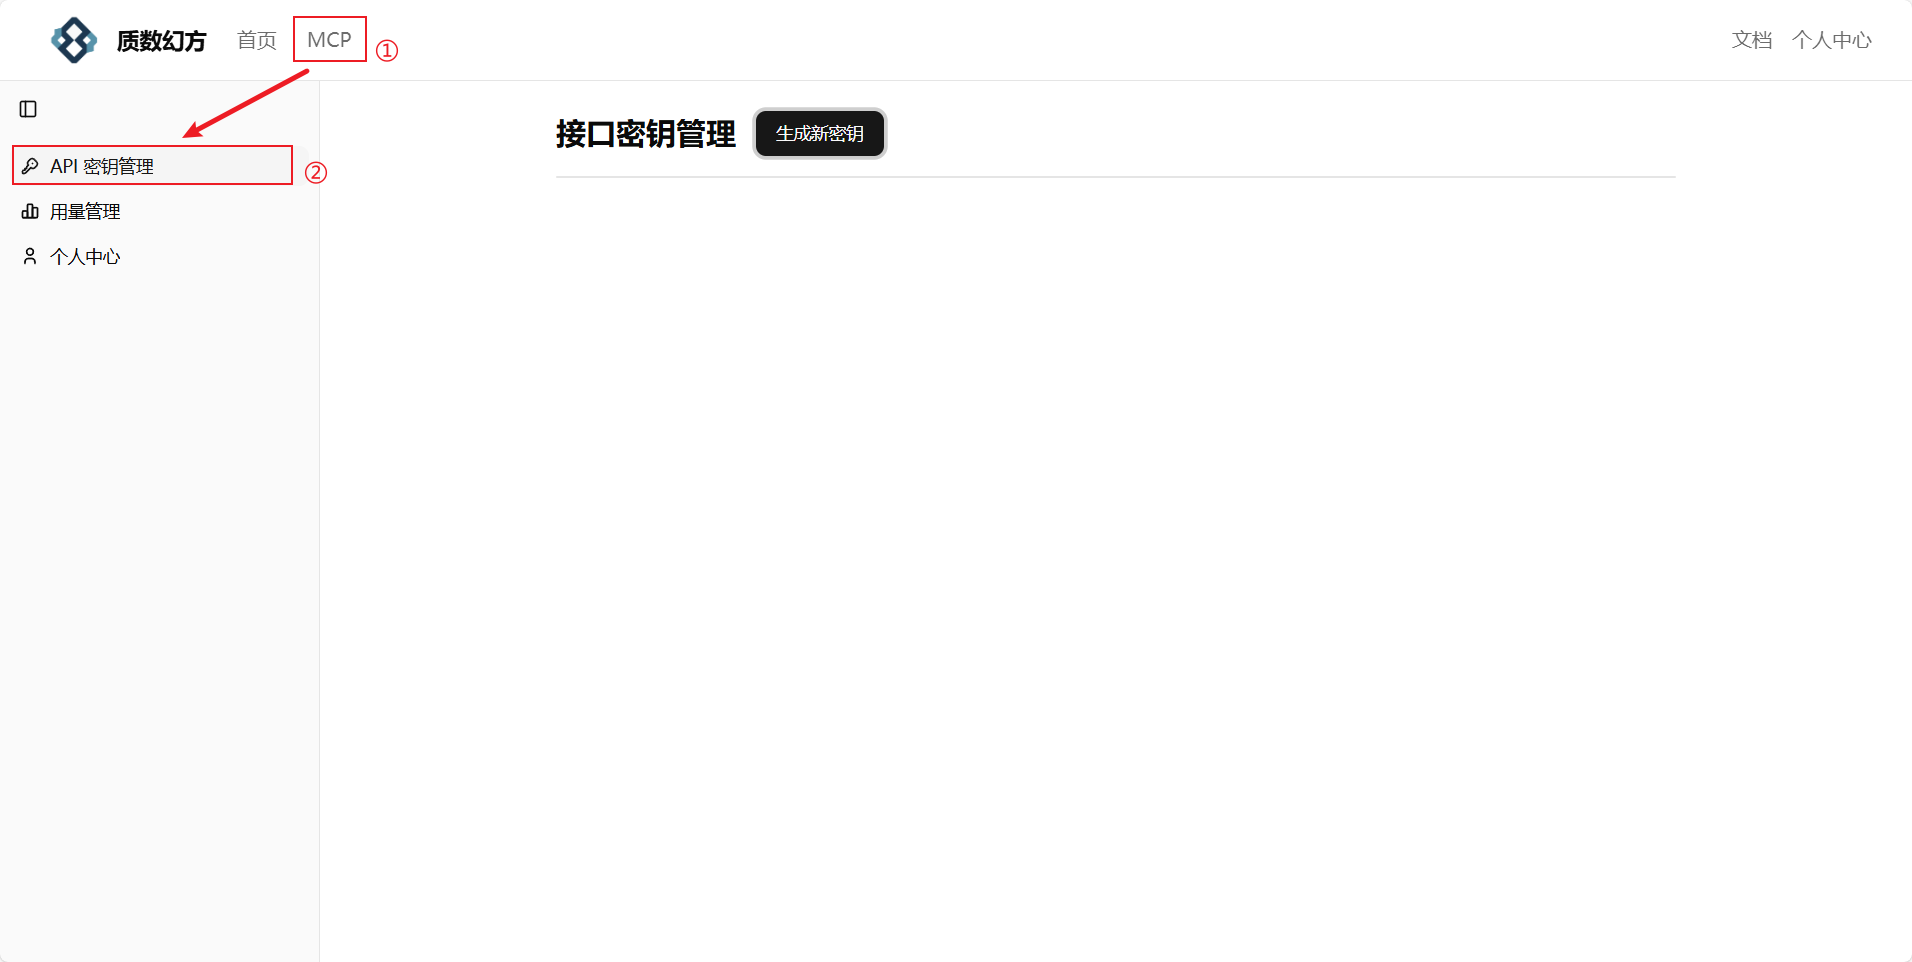 质数幻方 首页 MCP ① 文档 个人中心
接口密钥管理 生成新密钥
API 密钥管理 ②
用量管理
个人中心